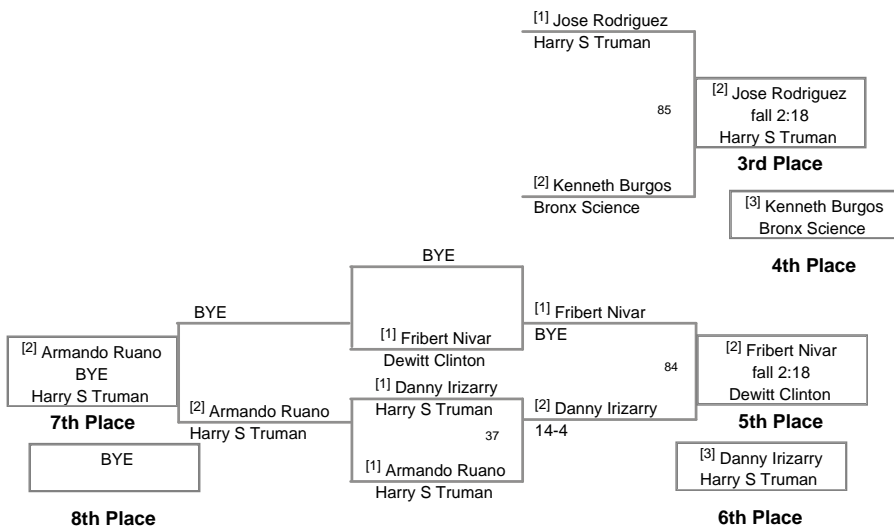 [1] Jose Rodriguez
Harry S Truman
85
[2] Jose Rodriguez
fall 2:18
Harry S Truman
3rd Place
[2] Kenneth Burgos
Bronx Science
[3] Kenneth Burgos
Bronx Science
4th Place
BYE
BYE
[1] Fribert Nivar
Dewitt Clinton
[1] Fribert Nivar
BYE
84
[2] Fribert Nivar
fall 2:18
Dewitt Clinton
5th Place
[2] Armando Ruano
BYE
Harry S Truman
7th Place
[2] Armando Ruano
Harry S Truman
[1] Danny Irizarry
Harry S Truman
37
[2] Danny Irizarry
14-4
[1] Armando Ruano
Harry S Truman
BYE
8th Place
[3] Danny Irizarry
Harry S Truman
6th Place